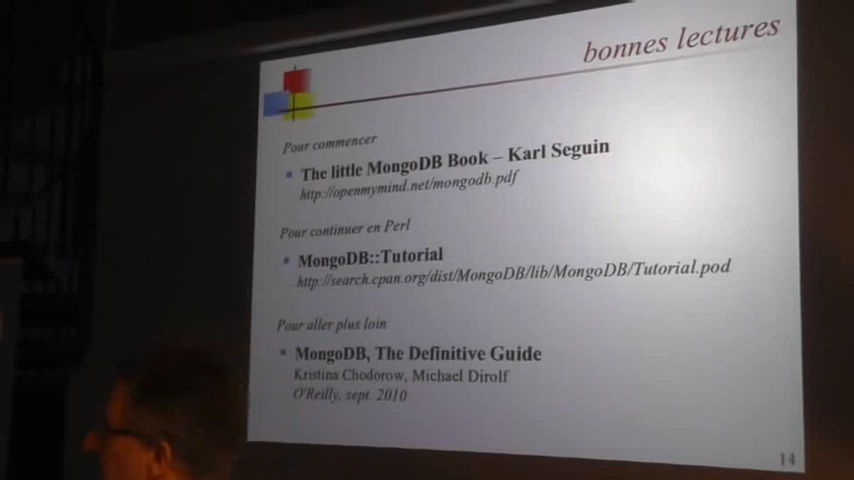 bonnes lectures
Pour commencer
The little MongoDB Book – Karl Seguin
http://openmymind.net/mongodb.pdf
Pour continuer en Perl
MongoDB::Tutorial
http://search.cpan.org/dist/MongoDB/lib/MongoDB/Tutorial.pod
Pour aller plus loin
MongoDB, The Definitive Guide
Kristina Chodorow, Michael Dirolf
O'Reilly, sept. 2010
14